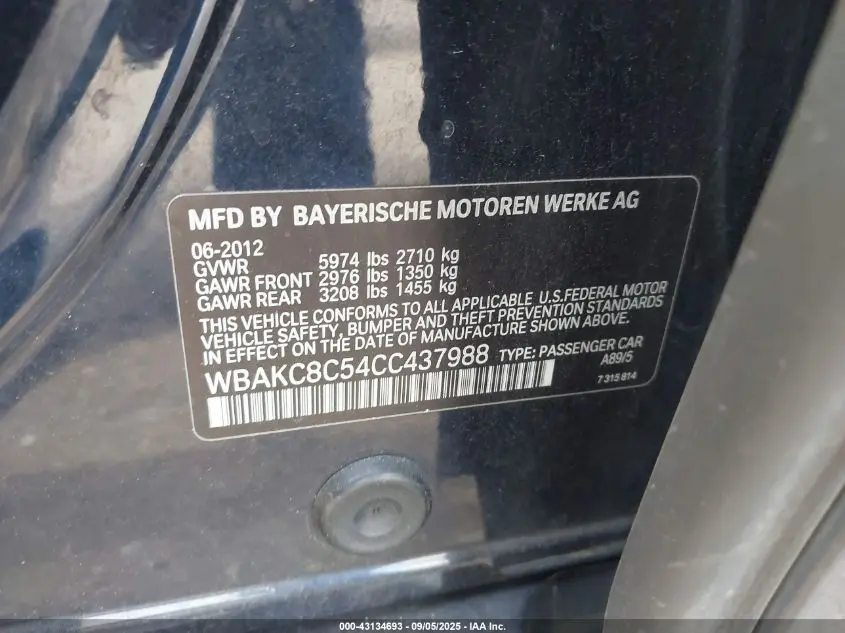 MFD BY BAYERISCHE MOTOREN WERKE AG
06-2012
GVWR 5974 lbs 2710 kg
GAWR FRONT 2976 lbs 1350 kg
GAWR REAR 3208 lbs 1455 kg
THIS VEHICLE CONFORMS TO ALL APPLICABLE U.S.FEDERAL MOTOR
VEHICLE SAFETY, BUMPER AND THEFT PREVENTION STANDARDS
IN EFFECT ON THE DATE OF MANUFACTURE SHOWN ABOVE.
WBAKC8C54CC437988 TYPE: PASSENGER CAR
A89/5
7 315 814
000-43134693 - 09/05/2025 - IAA Inc.